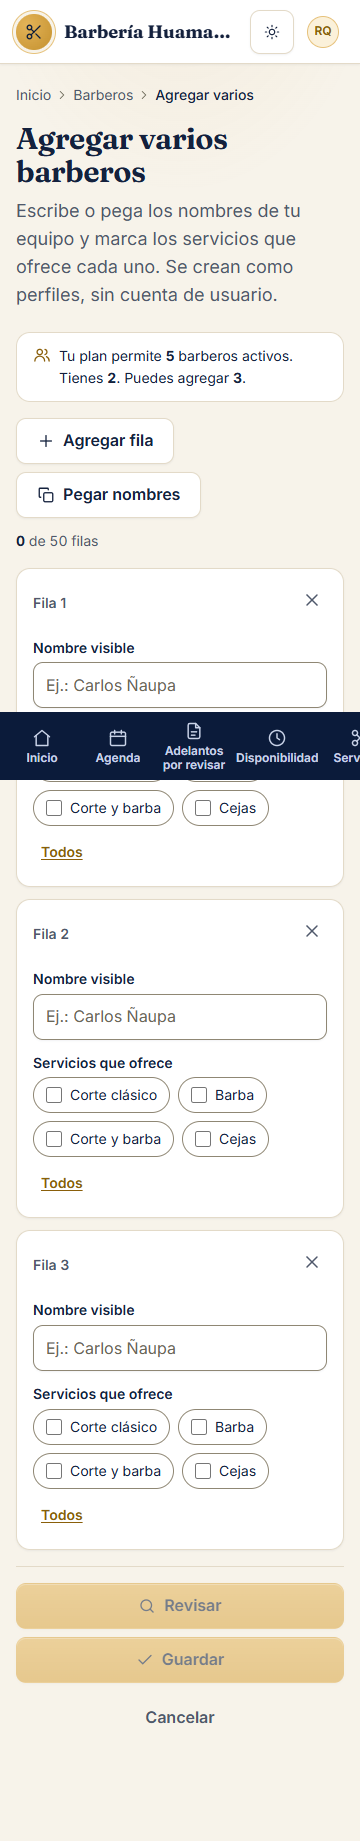 Barbería Huama...
RQ
Inicio > Barberos > Agregar varios
Agregar varios
barberos
Escribe o pega los nombres de tu
equipo y marca los servicios que
ofrece cada uno. Se crean como
perfiles, sin cuenta de usuario.
Tu plan permite 5 barberos activos.
Tienes 2. Puedes agregar 3.
Agregar fila
Pegar nombres
0 de 50 filas
Fila 1
Nombre visible
Ej.: Carlos Ñaupa
Inicio
Agenda
Adelantos
por revisar
Disponibilidad
Serv
Corte y barba
Cejas
Todos
Fila 2
Nombre visible
Ej.: Carlos Ñaupa
Servicios que ofrece
Corte clásico
Barba
Corte y barba
Cejas
Todos
Fila 3
Nombre visible
Ej.: Carlos Ñaupa
Servicios que ofrece
Corte clásico
Barba
Corte y barba
Cejas
Todos
Revisar
Guardar
Cancelar